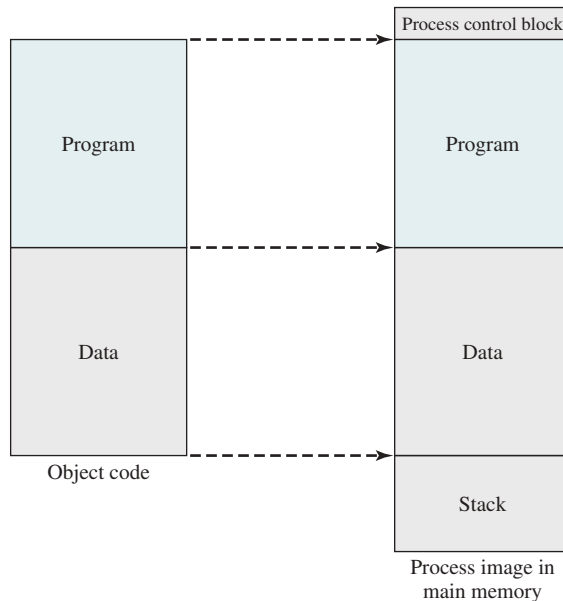 Process control block
Program
Program
Data
Data
Object code
Stack
Process image in
main memory